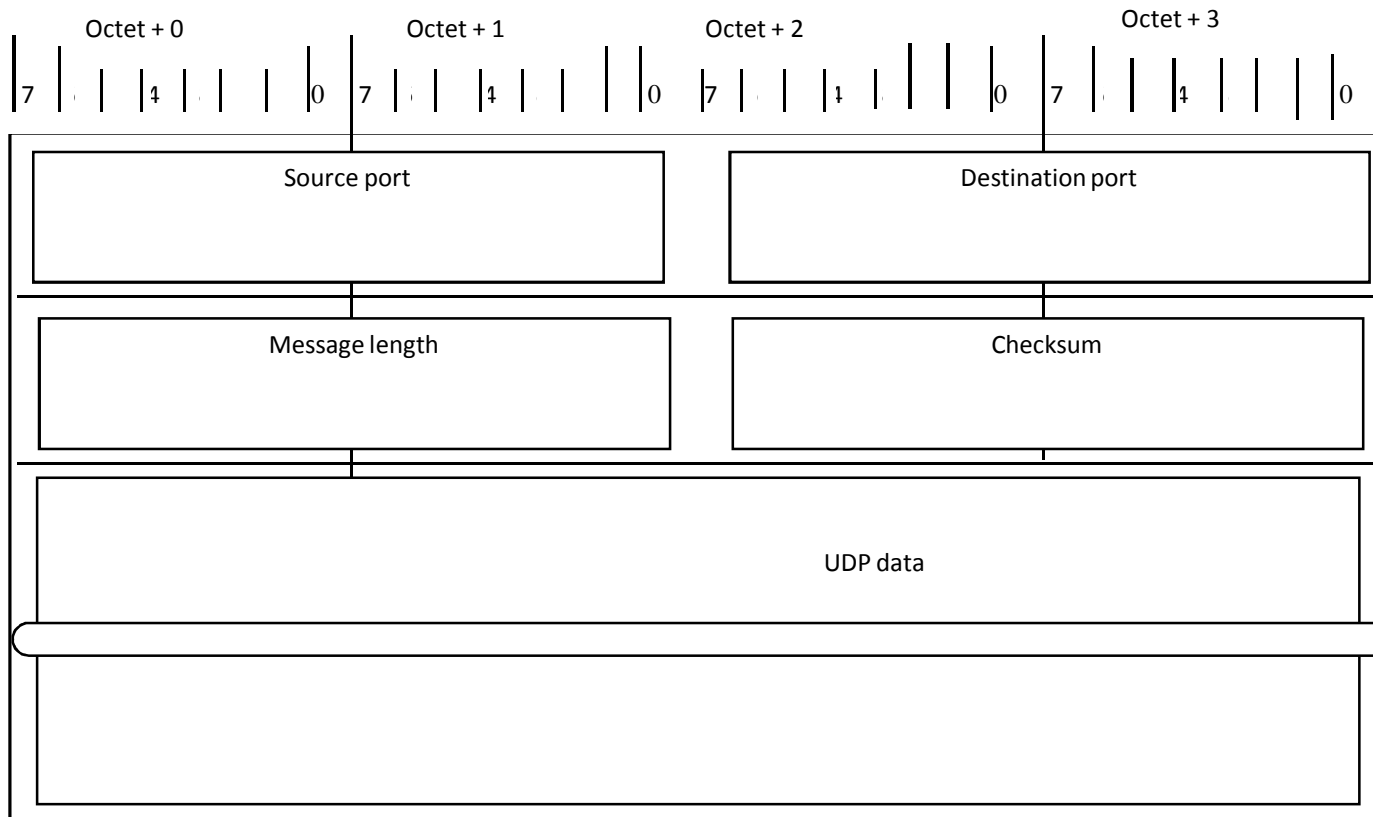 Octet + 0 Octet + 1 Octet + 2 Octet + 3
7 4 0 7 4 0 7 4 0 7 4 0
Source port Destination port
Message length Checksum
UDP data